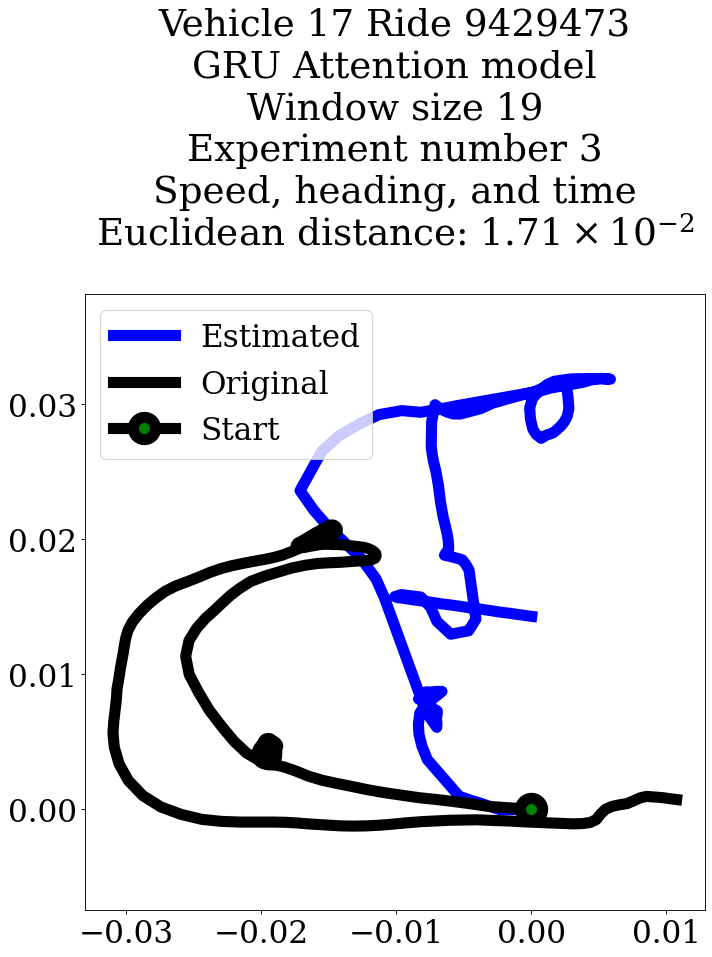 Vehicle 17 Ride 9429473
GRU Attention model
Window size 19
Experiment number 3
Speed, heading, and time
Euclidean distance: 1.71 × 10⁻²
Estimated
Original
Start
0.03
0.02
0.01
0.00
−0.03 −0.02 −0.01 0.00 0.01